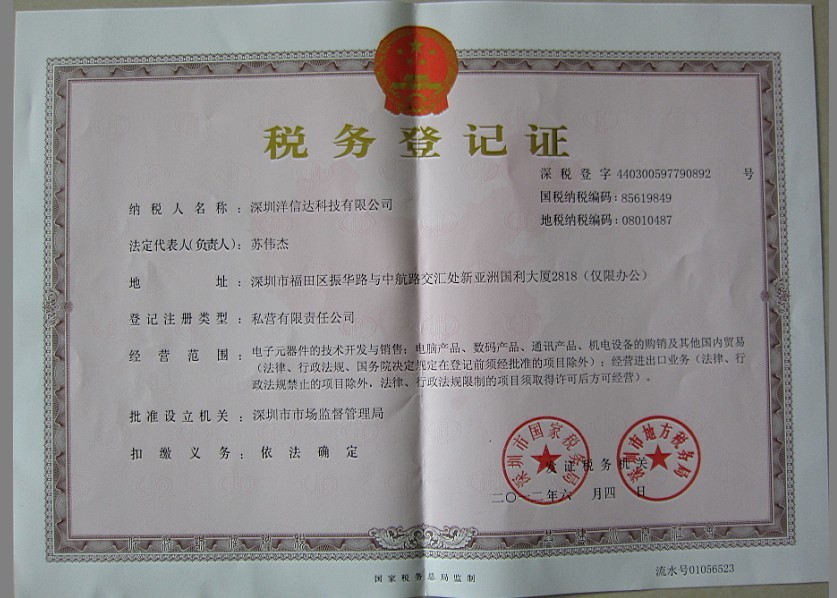 税务登记证
深税登字 440300597790892 号
国税纳税编码：85619849
地税纳税编码：08010487
纳税人名称：深圳洋信达科技有限公司
法定代表人(负责人)：苏伟杰
地址：深圳市福田区振华路与中航路交汇处新亚洲国利大厦2818（仅限办公）
登记注册类型：私营有限责任公司
经营范围：电子元器件的技术开发与销售；电脑产品、数码产品、通讯产品、机电设备的购销及其他国内贸易
（法律、行政法规、国务院决定规定在登记前须经批准的项目除外）；经营进出口业务（法律、行
政法规禁止的项目除外，法律、行政法规限制的项目须取得许可后方可经营）。
批准设立机关：深圳市市场监督管理局
扣缴义务：依法确定
深圳市国家税务局
深圳市地方税务局
发证税务机关
二〇一二年六月四日
国家税务总局监制
流水号01056523